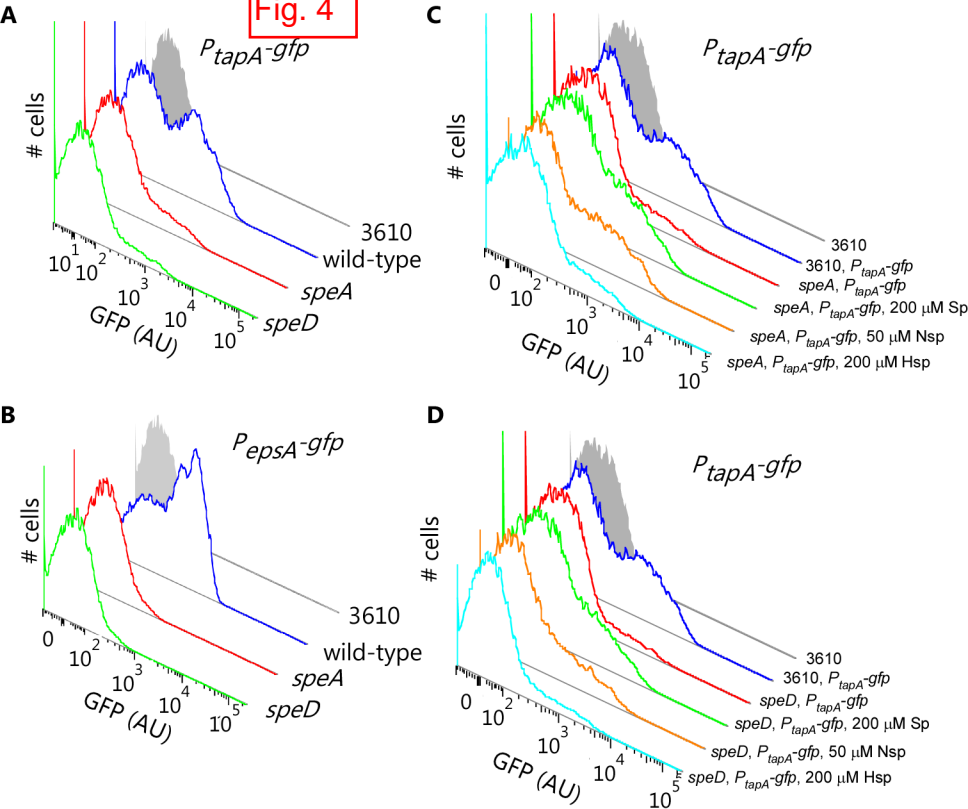 Fig. 4
A
PtapA-gfp
# cells
3610
wild-type
speA
speD
10^1 10^2 10^3 10^4 10^5
GFP (AU)
B
PepsA-gfp
# cells
3610
wild-type
speA
speD
0 10^2 10^3 10^4 10^5
GFP (AU)
C
PtapA-gfp
# cells
3610
3610, PtapA-gfp
speA, PtapA-gfp
speA, PtapA-gfp, 200 µM Sp
speA, PtapA-gfp, 50 µM Nsp
speA, PtapA-gfp, 200 µM Hsp
0 10^2 10^3 10^4 10^5
GFP (AU)
D
PtapA-gfp
# cells
3610
3610, PtapA-gfp
speD, PtapA-gfp
speD, PtapA-gfp, 200 µM Sp
speD, PtapA-gfp, 50 µM Nsp
speD, PtapA-gfp, 200 µM Hsp
0 10^2 10^3 10^4 10^5
GFP (AU)